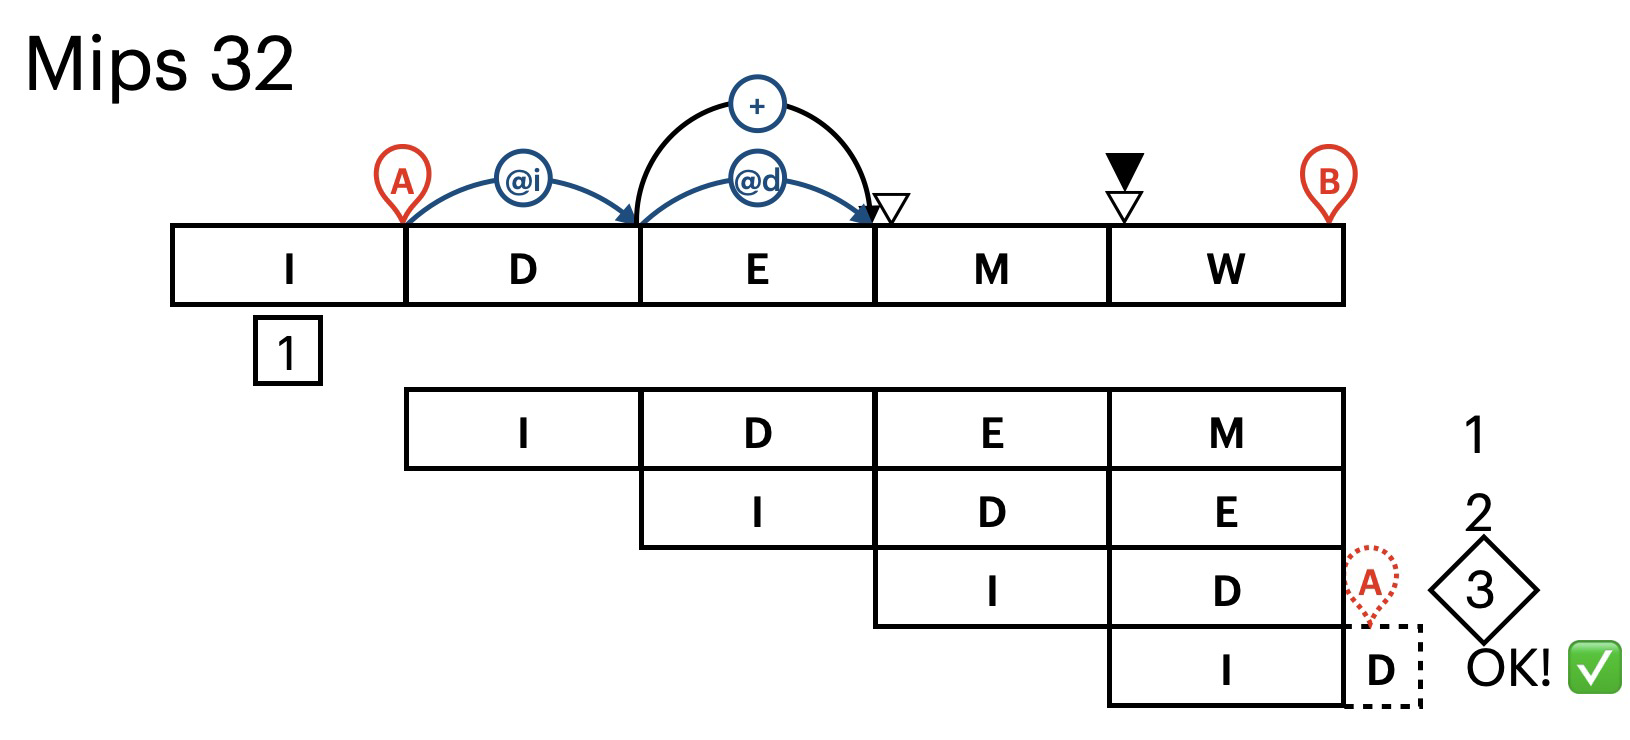 Mips 32
+
A @i @d B
I D E M W
1
I D E M 1
I D E 2
I D A 3
I D OK!